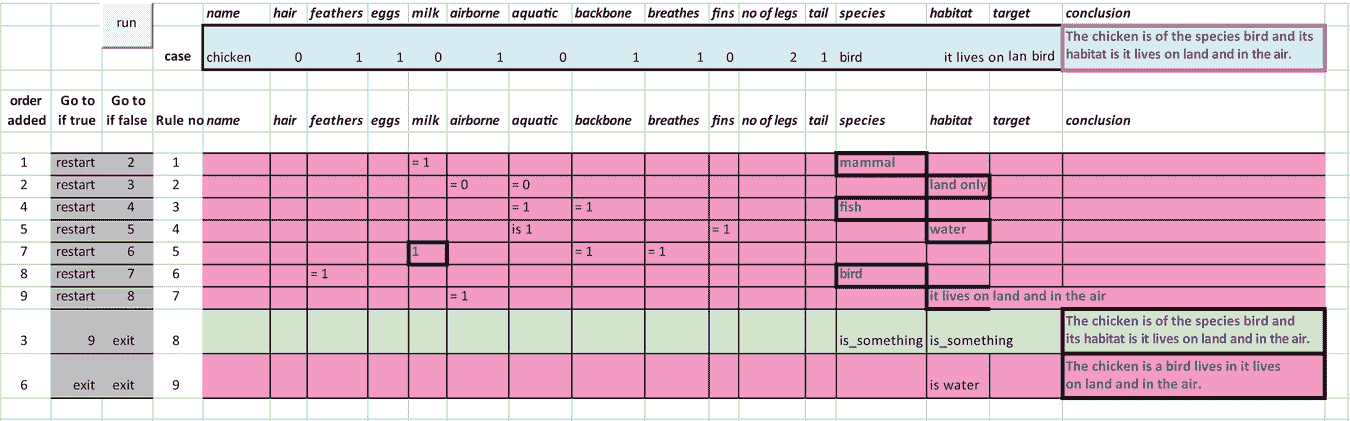 run
name hair feathers eggs milk airborne aquatic backbone breathes fins no of legs tail species habitat target conclusion
case chicken 0 1 1 0 1 0 1 1 0 2 1 bird it lives on lan bird The chicken is of the species bird and its
habitat is it lives on land and in the air.
order Go to Go to
added if true if false Rule no name hair feathers eggs milk airborne aquatic backbone breathes fins no of legs tail species habitat target conclusion
1 restart 2 1 = 1 mammal
2 restart 3 2 = 0 = 0 land only
4 restart 4 3 = 1 = 1 fish
5 restart 5 4 is 1 = 1 water
7 restart 6 5 1 = 1 = 1
8 restart 7 6 = 1 bird
9 restart 8 7 = 1 it lives on land and in the air
3 9 exit 8 is_something is_something The chicken is of the species bird and
its habitat is it lives on land and in the air.
6 exit exit 9 is water The chicken is a bird lives in it lives
on land and in the air.